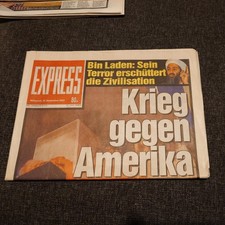 EXPRESS
Bin Laden: Sein
Terror erschüttert
die Zivilisation
Krieg
gegen
Amerika